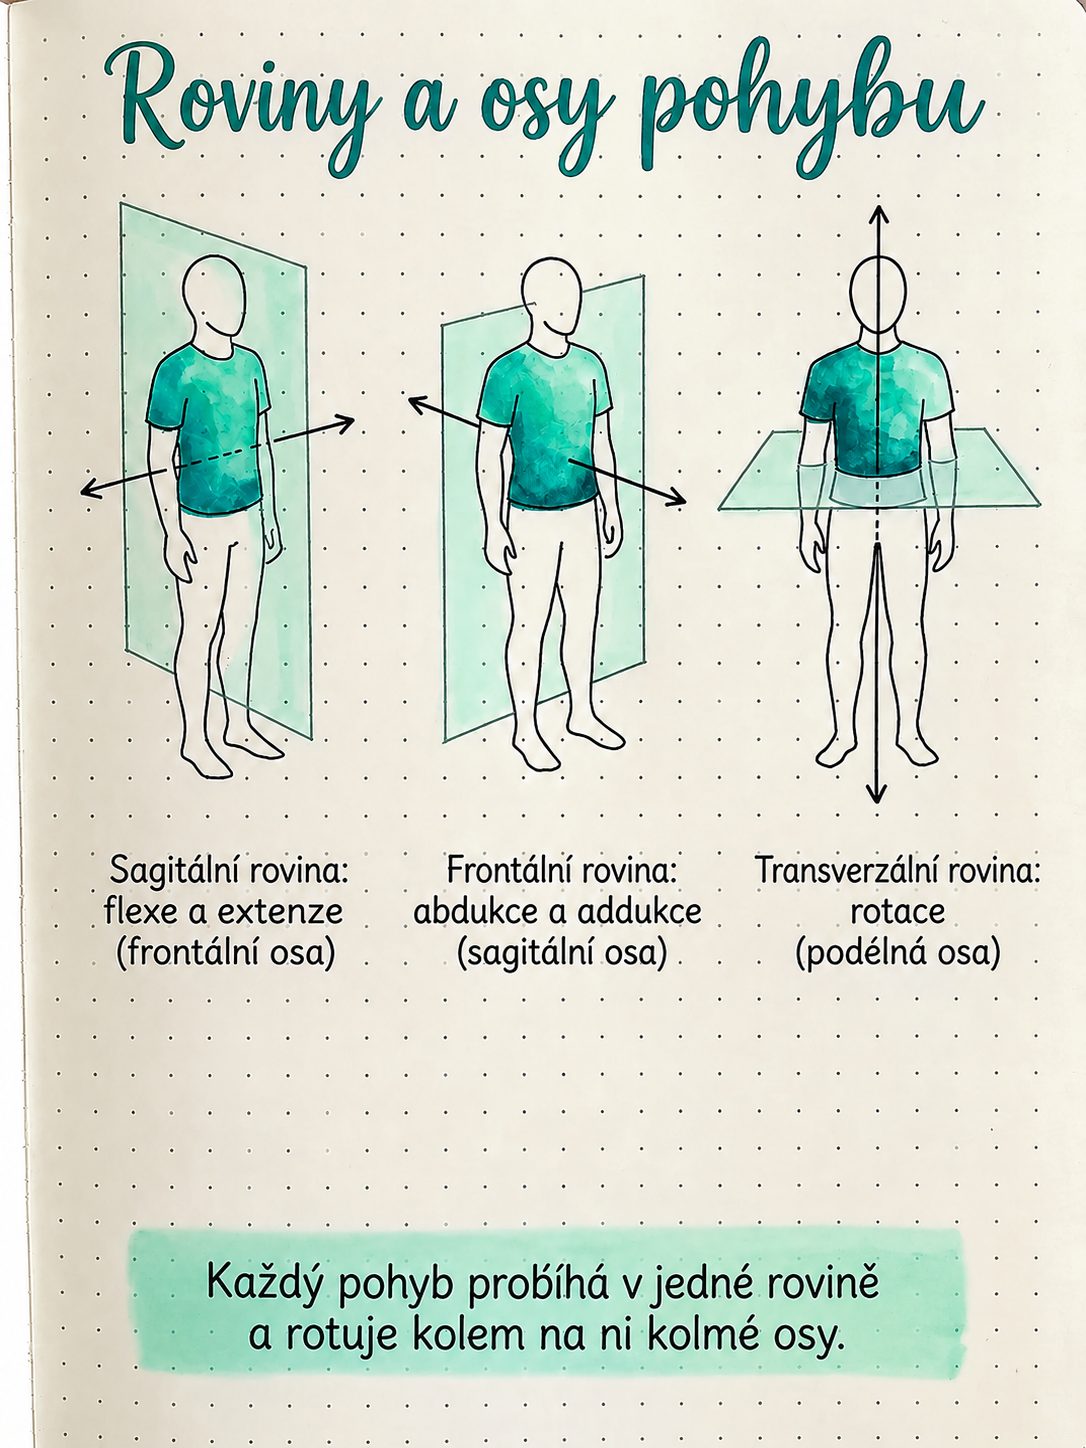 Roviny a osy pohybu
Sagitální rovina:
flexe a extenze
(frontální osa)
Frontální rovina:
abdukce a addukce
(sagitální osa)
Transverzální rovina:
rotace
(podélná osa)
Každý pohyb probíhá v jedné rovině
a rotuje kolem na ni kolmé osy.